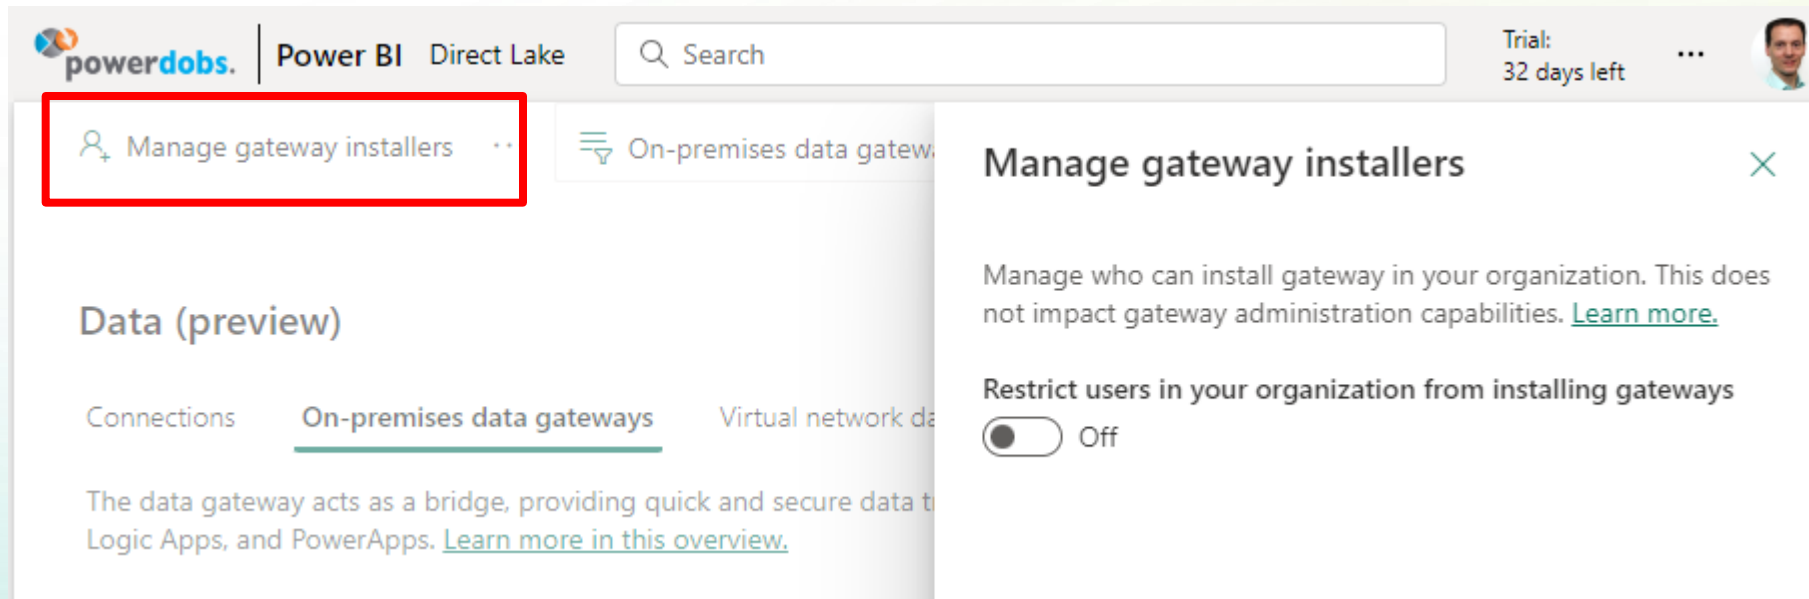 powerdobs. Power BI Direct Lake Search
Trial:
32 days left
Manage gateway installers
On-premises data gatew
Data (preview)
Connections On-premises data gateways Virtual network da
The data gateway acts as a bridge, providing quick and secure data t
Logic Apps, and PowerApps. Learn more in this overview.
Manage gateway installers
Manage who can install gateway in your organization. This does
not impact gateway administration capabilities. Learn more.
Restrict users in your organization from installing gateways
Off